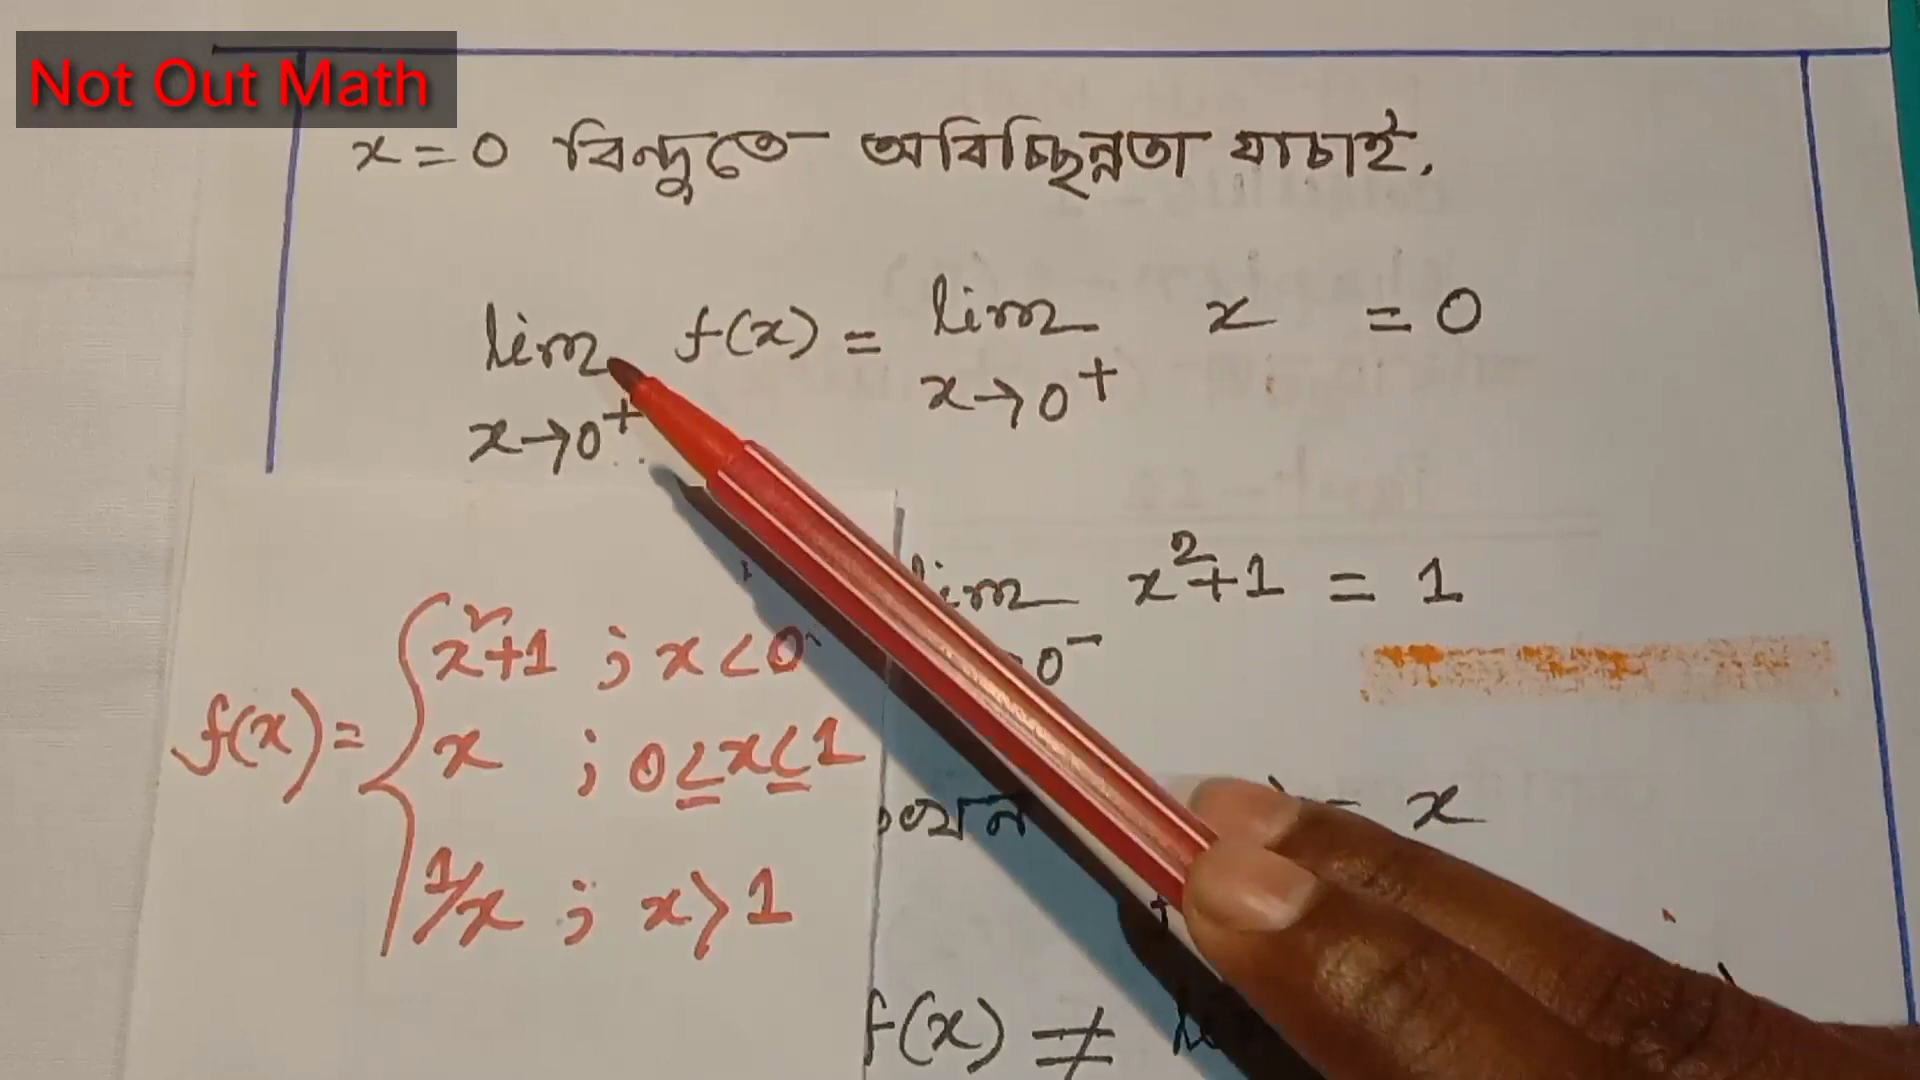 Not Out Math
x = 0 বিন্দুতে অবিচ্ছিন্নতা যাচাই.
lim f(x) = lim x = 0
x→0⁺ x→0⁺
x²+1 = 1
0⁻
f(x) = { x²+1 ; x<0
x ; 0≤x≤1
1/x ; x>1
x
f(x) ≠